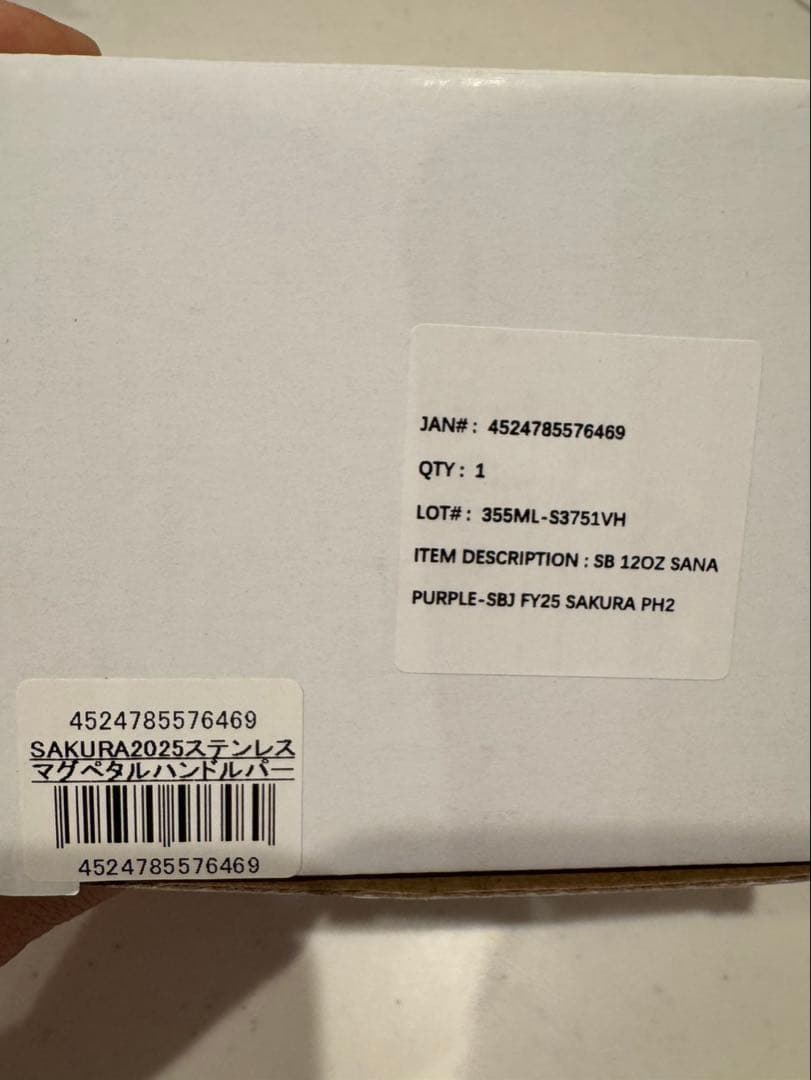 JAN# : 4524785576469
QTY : 1
LOT# : 355ML-S3751VH
ITEM DESCRIPTION : SB 12OZ SANA
PURPLE-SBJ FY25 SAKURA PH2
4524785576469
SAKURA2025ステンレス
マグペタルハンドルパー
4524785576469